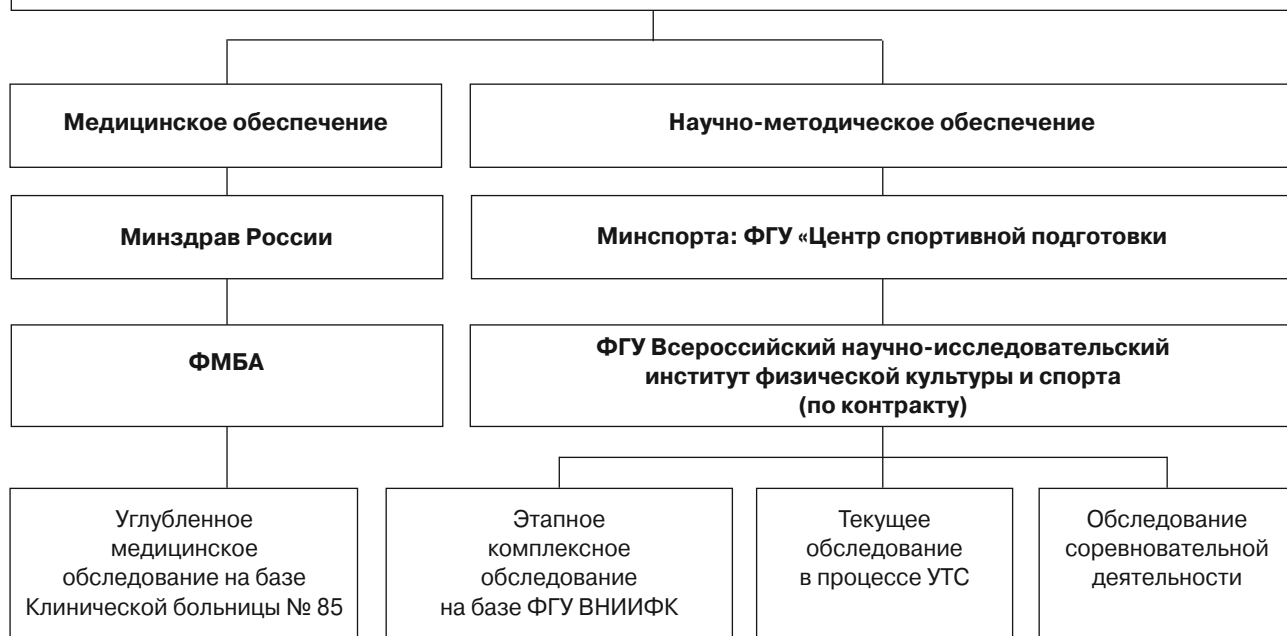 Медицинское обеспечение
Научно-методическое обеспечение
Минздрав России
Минспорта: ФГУ «Центр спортивной подготовки
ФМБА
ФГУ Всероссийский научно-исследовательский
институт физической культуры и спорта
(по контракту)
Углубленное
медицинское
обследование на базе
Клинической больницы № 85
Этапное
комплексное
обследование
на базе ФГУ ВНИИФК
Текущее
обследование
в процессе УТС
Обследование
соревновательной
деятельности